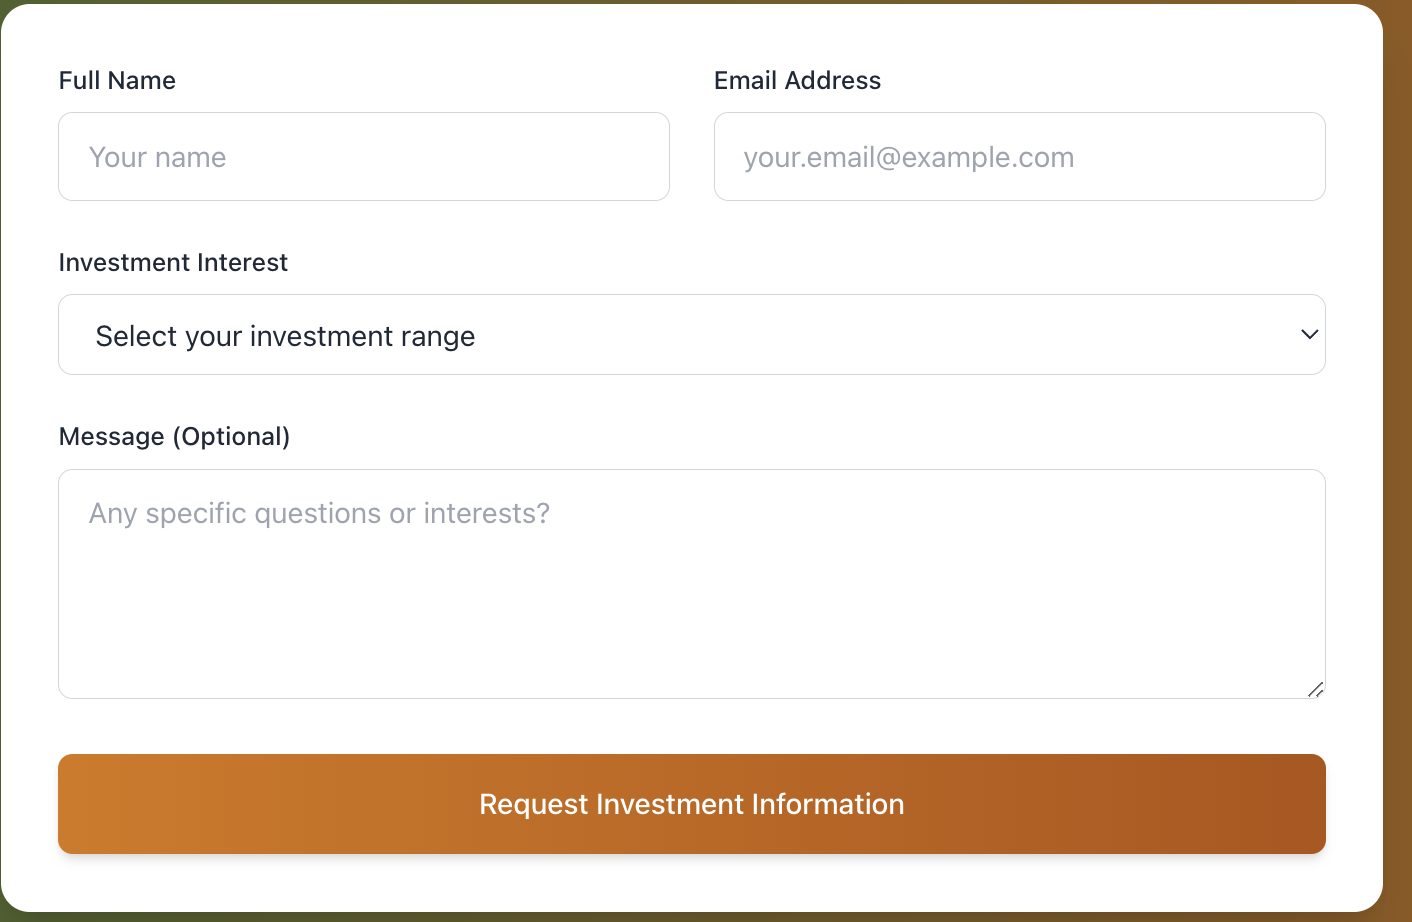 Full Name
Email Address
Your name
your.email@example.com
Investment Interest
Select your investment range
Message (Optional)
Any specific questions or interests?
Request Investment Information